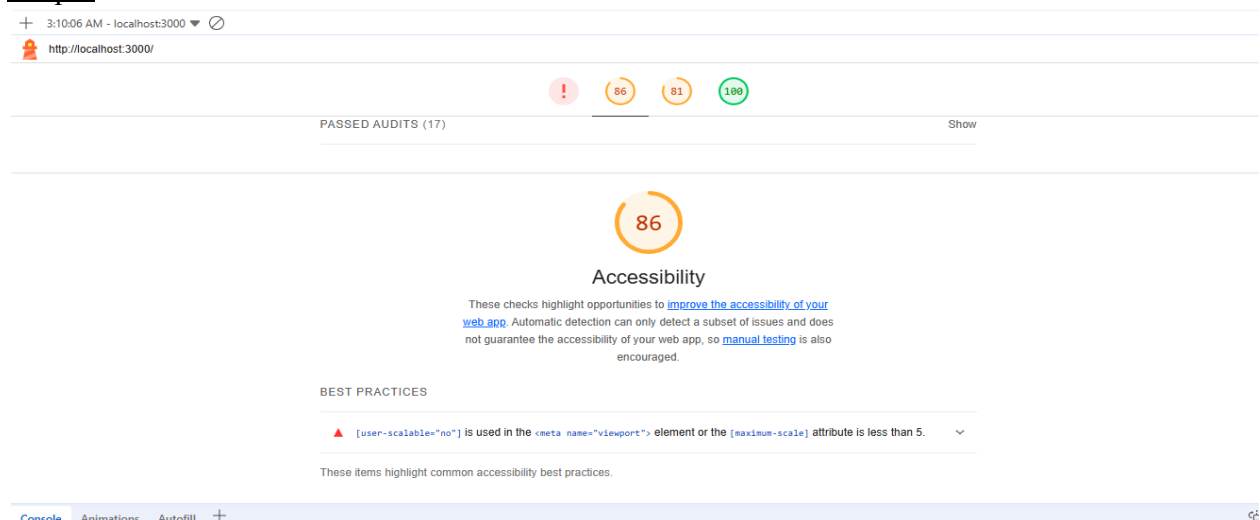 3:10:06 AM - localhost:3000
http://localhost:3000/
! 86 81 100
PASSED AUDITS (17) Show
86
Accessibility
These checks highlight opportunities to improve the accessibility of your
web app. Automatic detection can only detect a subset of issues and does
not guarantee the accessibility of your web app, so manual testing is also
encouraged.
BEST PRACTICES
[user-scalable="no"] is used in the <meta name="viewport"> element or the [maximum-scale] attribute is less than 5.
These items highlight common accessibility best practices.
Console Animations Autofill